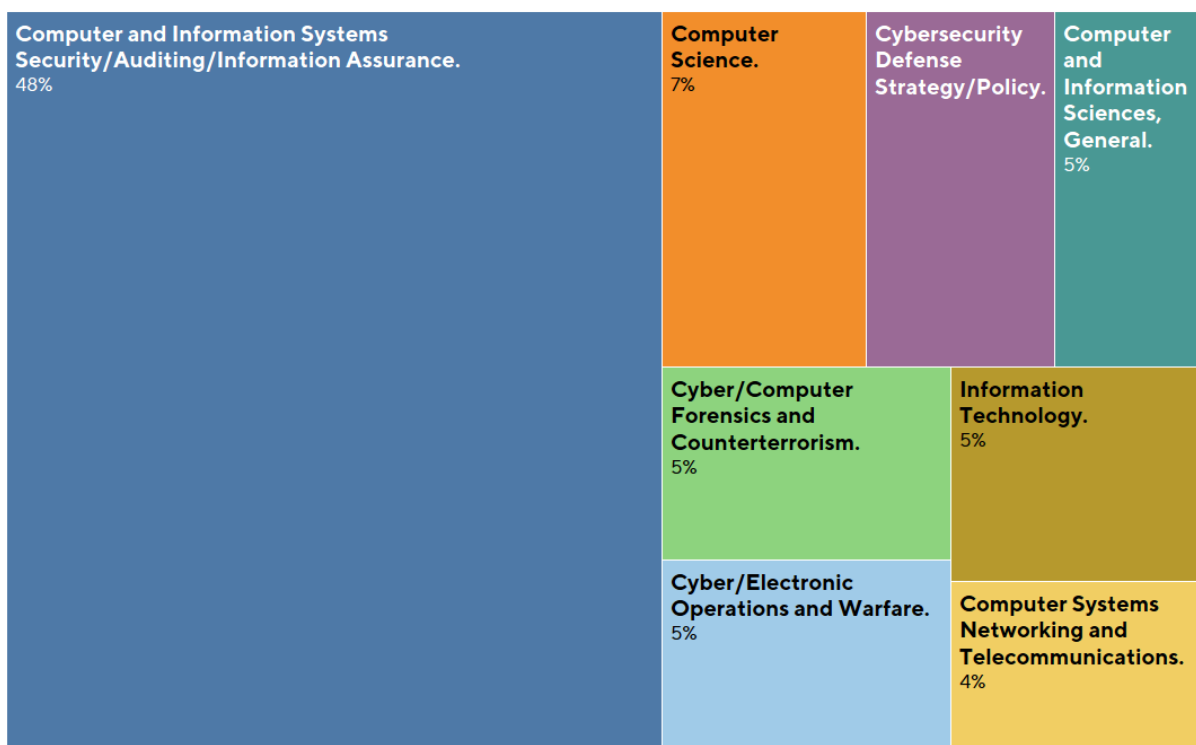 Computer and Information Systems
Security/Auditing/Information Assurance.
48%
Computer
Science.
7%
Cybersecurity
Defense
Strategy/Policy.
Computer
and
Information
Sciences,
General.
5%
Cyber/Computer
Forensics and
Counterterrorism.
5%
Information
Technology.
5%
Cyber/Electronic
Operations and Warfare.
5%
Computer Systems
Networking and
Telecommunications.
4%